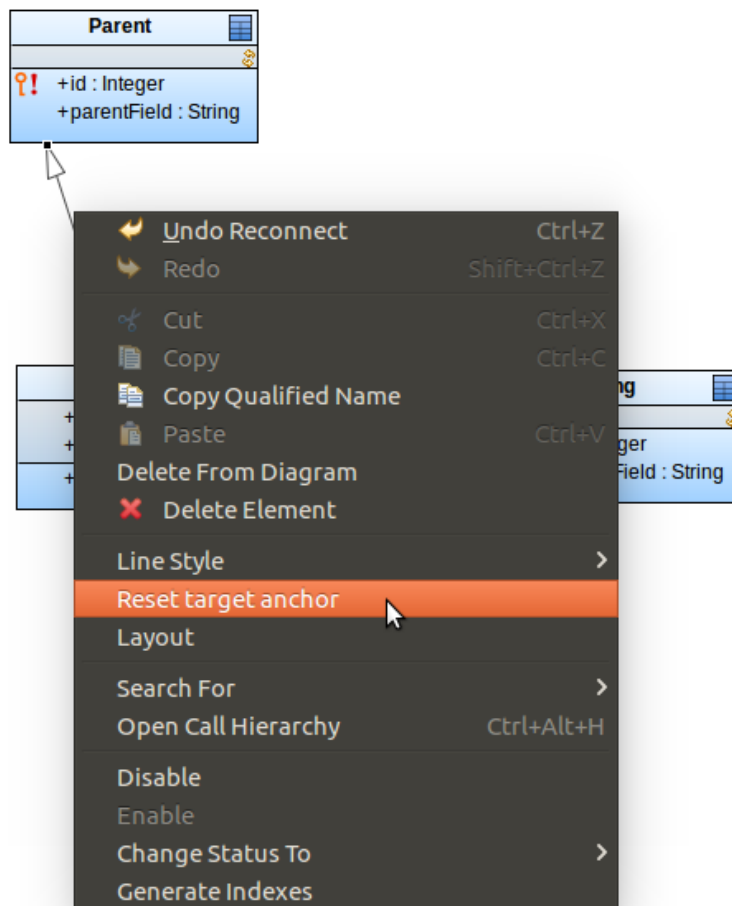 Parent
+id : Integer
+parentField : String
Undo Reconnect Ctrl+Z
Redo Shift+Ctrl+Z
Cut Ctrl+X
Copy Ctrl+C
Copy Qualified Name
Paste Ctrl+V
Delete From Diagram
Delete Element
Line Style
Reset target anchor
Layout
Search For
Open Call Hierarchy Ctrl+Alt+H
Disable
Enable
Change Status To
Generate Indexes
ng
ger
Field : String
+
+
+